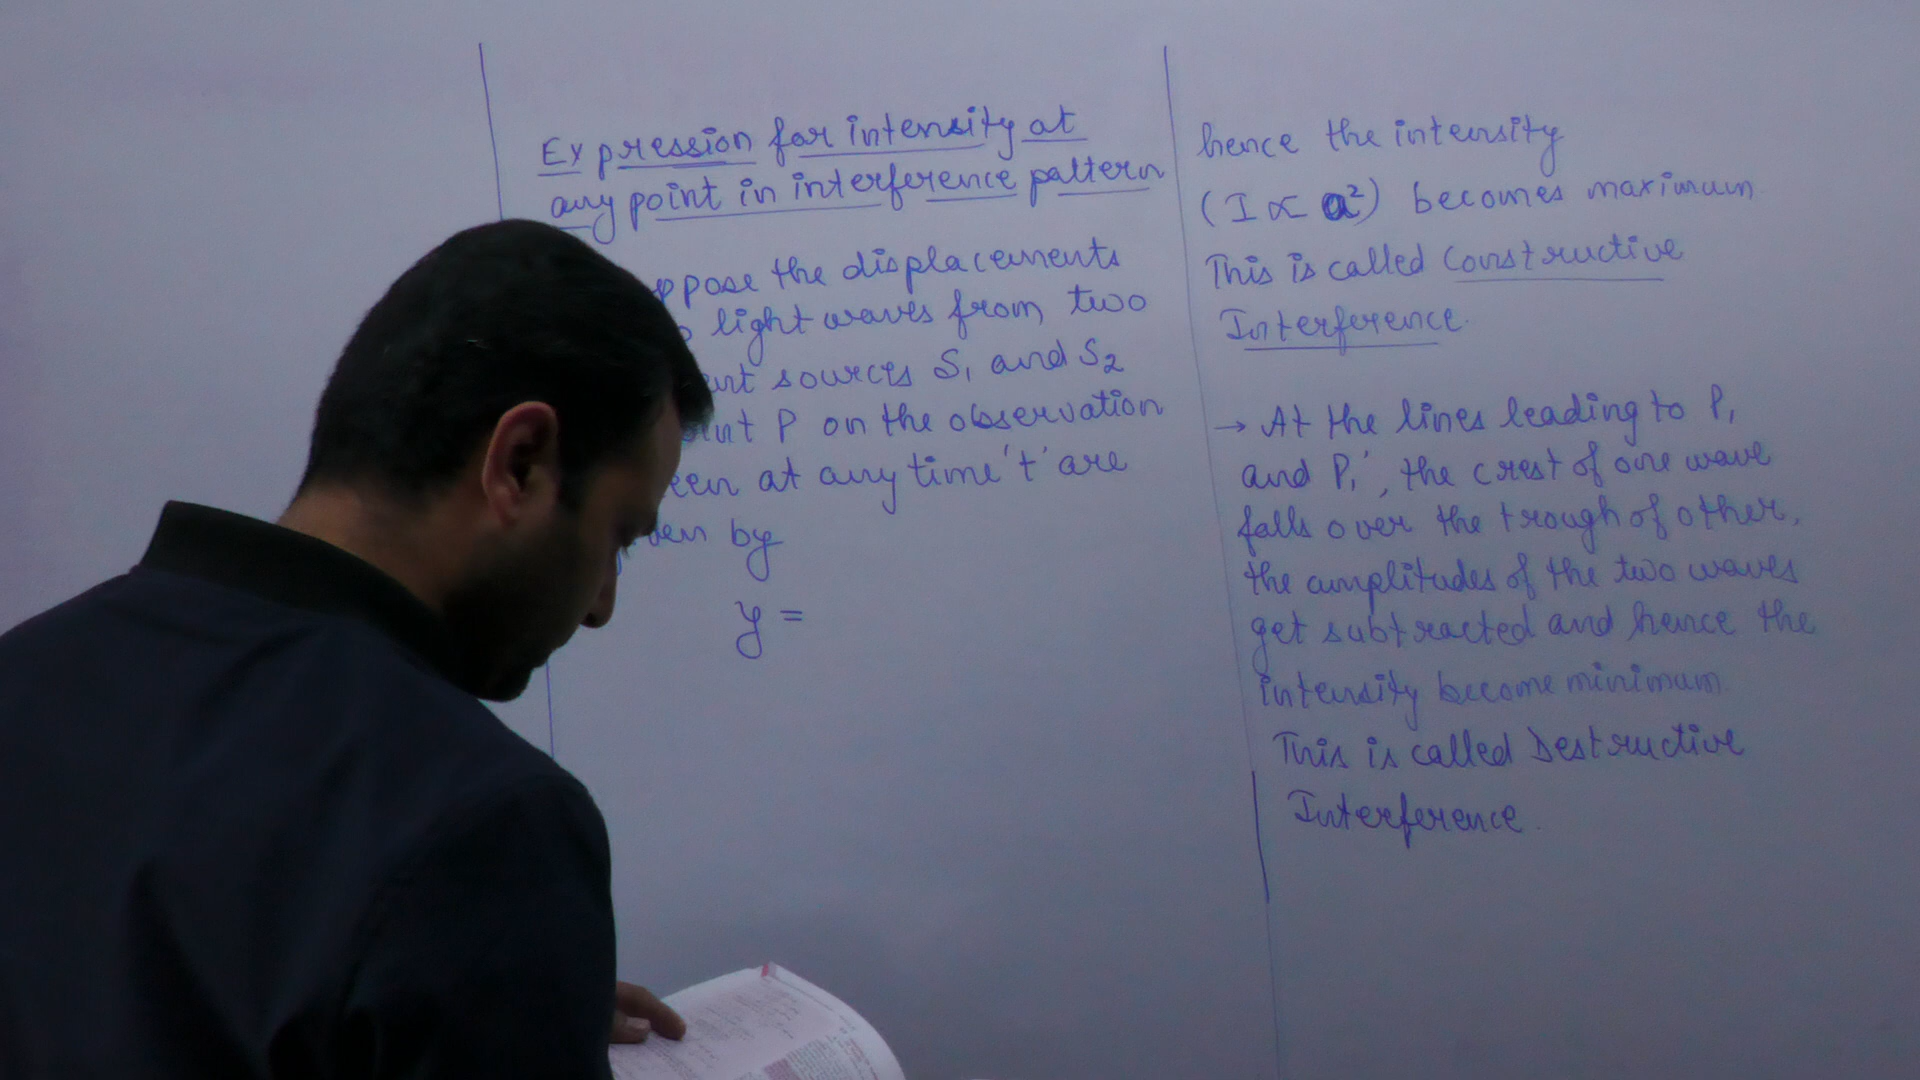 Expression for intensity at
any point in interference pattern
the displacements
light waves from two
sources S₁ and S₂
P on the observation
at any time 't' are
by
y =
hence the intensity
(I ∝ a²) becomes maximum
This is called Constructive
Interference.
→ At the lines leading to P₁
and P₁', the crest of one wave
falls over the trough of other,
the amplitudes of the two waves
get subtracted and hence the
intensity become minimum
This is called Destructive
Interference.